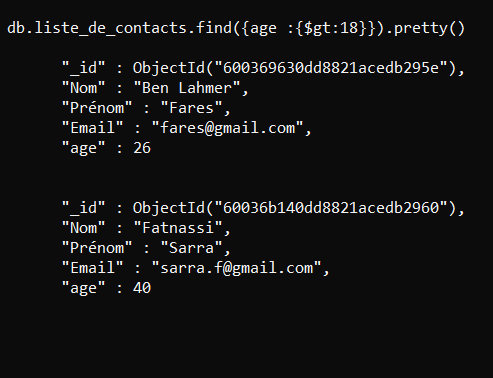 db.liste_de_contacts.find({age :{$gt:18}}).pretty()
"_id" : ObjectId("600369630dd8821acedb295e"),
"Nom" : "Ben Lahmer",
"Prénom" : "Fares",
"Email" : "fares@gmail.com",
"age" : 26
"_id" : ObjectId("60036b140dd8821acedb2960"),
"Nom" : "Fatnassi",
"Prénom" : "Sarra",
"Email" : "sarra.f@gmail.com",
"age" : 40